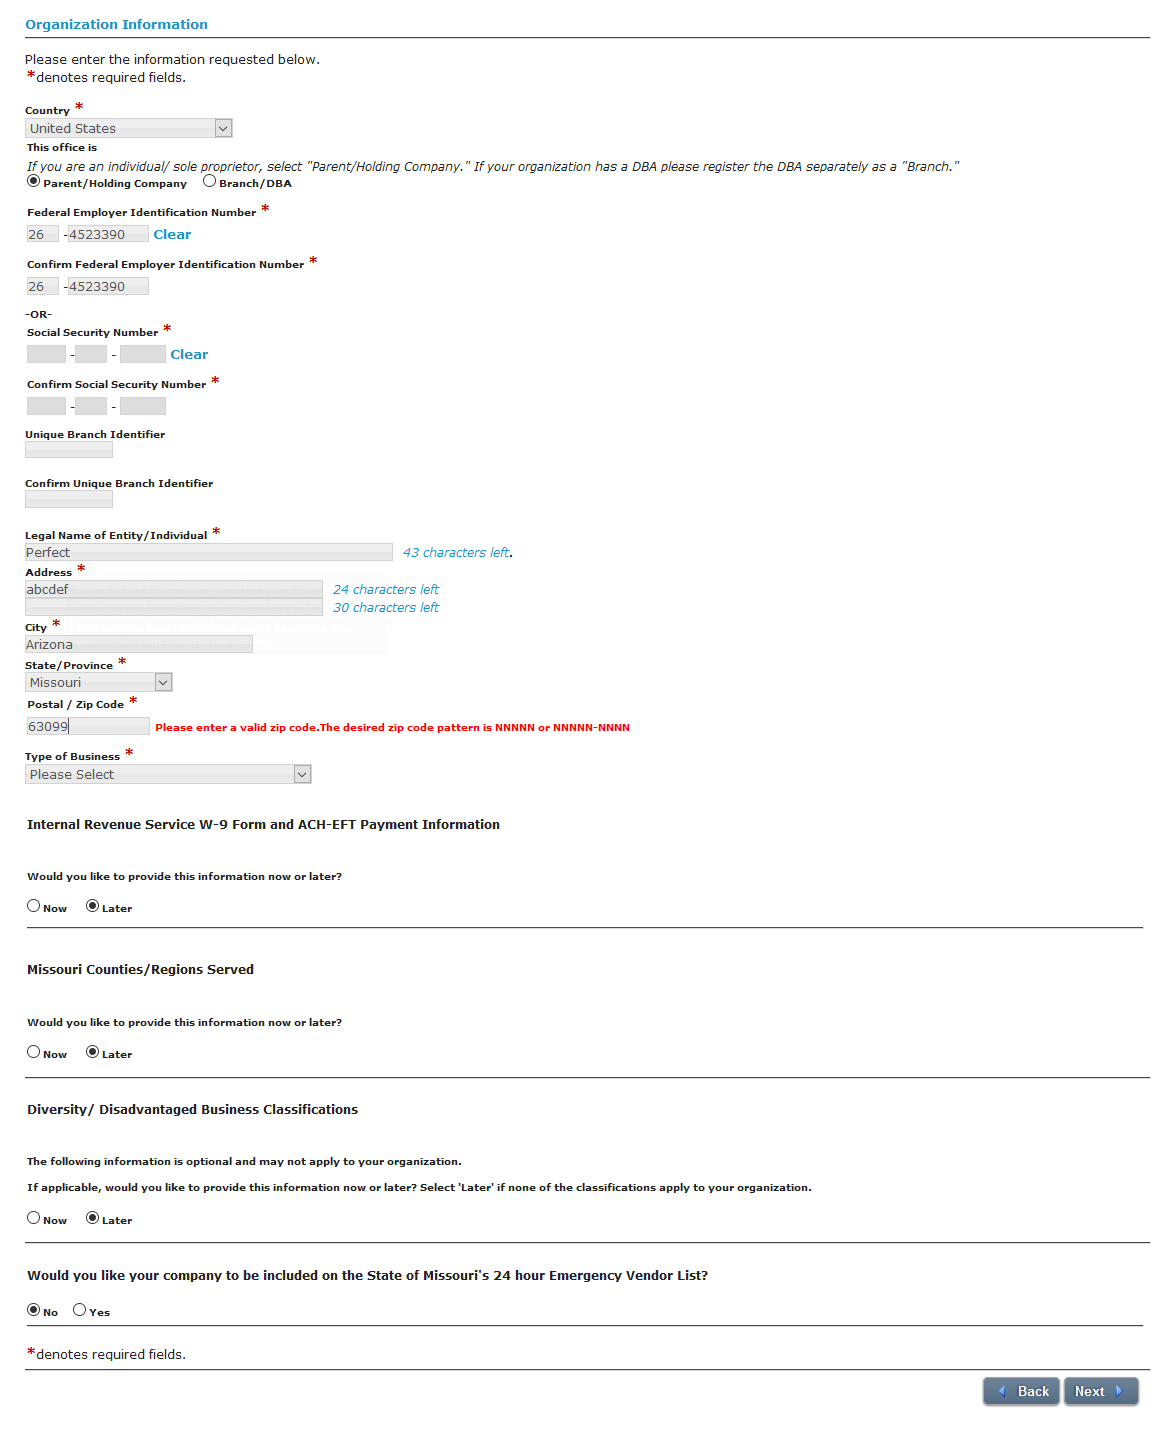 Organization Information
Please enter the information requested below.
*denotes required fields.
Country *
United States
This office is
If you are an individual/ sole proprietor, select "Parent/Holding Company." If your organization has a DBA please register the DBA separately as a "Branch."
Parent/Holding Company Branch/DBA
Federal Employer Identification Number *
26 -4523390 Clear
Confirm Federal Employer Identification Number *
26 -4523390
-OR-
Social Security Number *
- - Clear
Confirm Social Security Number *
- -
Unique Branch Identifier
Confirm Unique Branch Identifier
Legal Name of Entity/Individual *
Perfect 43 characters left.
Address *
abcdef 24 characters left
30 characters left
City *
Arizona
State/Province *
Missouri
Postal / Zip Code *
63099 Please enter a valid zip code.The desired zip code pattern is NNNNN or NNNNN-NNNN
Type of Business *
Please Select
Internal Revenue Service W-9 Form and ACH-EFT Payment Information
Would you like to provide this information now or later?
Now Later
Missouri Counties/Regions Served
Would you like to provide this information now or later?
Now Later
Diversity/ Disadvantaged Business Classifications
The following information is optional and may not apply to your organization.
If applicable, would you like to provide this information now or later? Select 'Later' if none of the classifications apply to your organization.
Now Later
Would you like your company to be included on the State of Missouri's 24 hour Emergency Vendor List?
No Yes
*denotes required fields.
Back Next